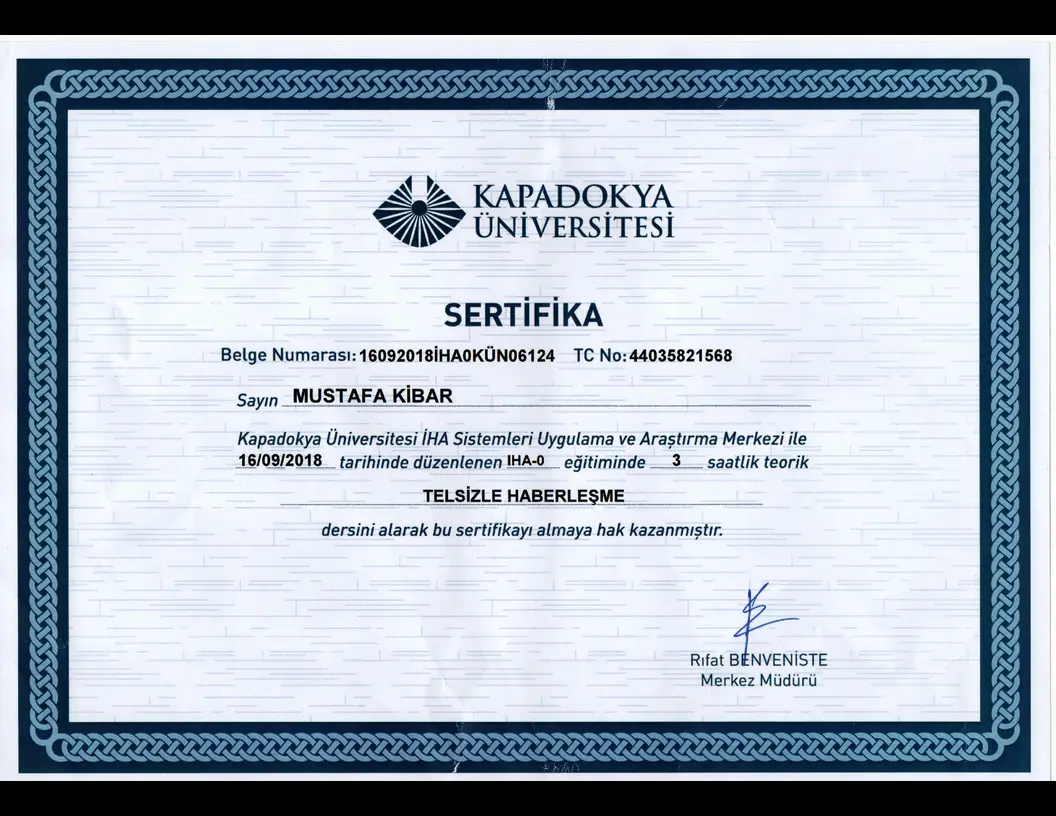 KAPADOKYA
ÜNİVERSİTESİ
SERTİFİKA
Belge Numarası: 16092018İHA0KÜN06124 TC No: 44035821568
Sayın MUSTAFA KİBAR
Kapadokya Üniversitesi İHA Sistemleri Uygulama ve Araştırma Merkezi ile
16/09/2018 tarihinde düzenlenen IHA-0 eğitiminde 3 saatlik teorik
TELSİZLE HABERLEŞME
dersini alarak bu sertifikayı almaya hak kazanmıştır.
Rıfat BENVENİSTE
Merkez Müdürü